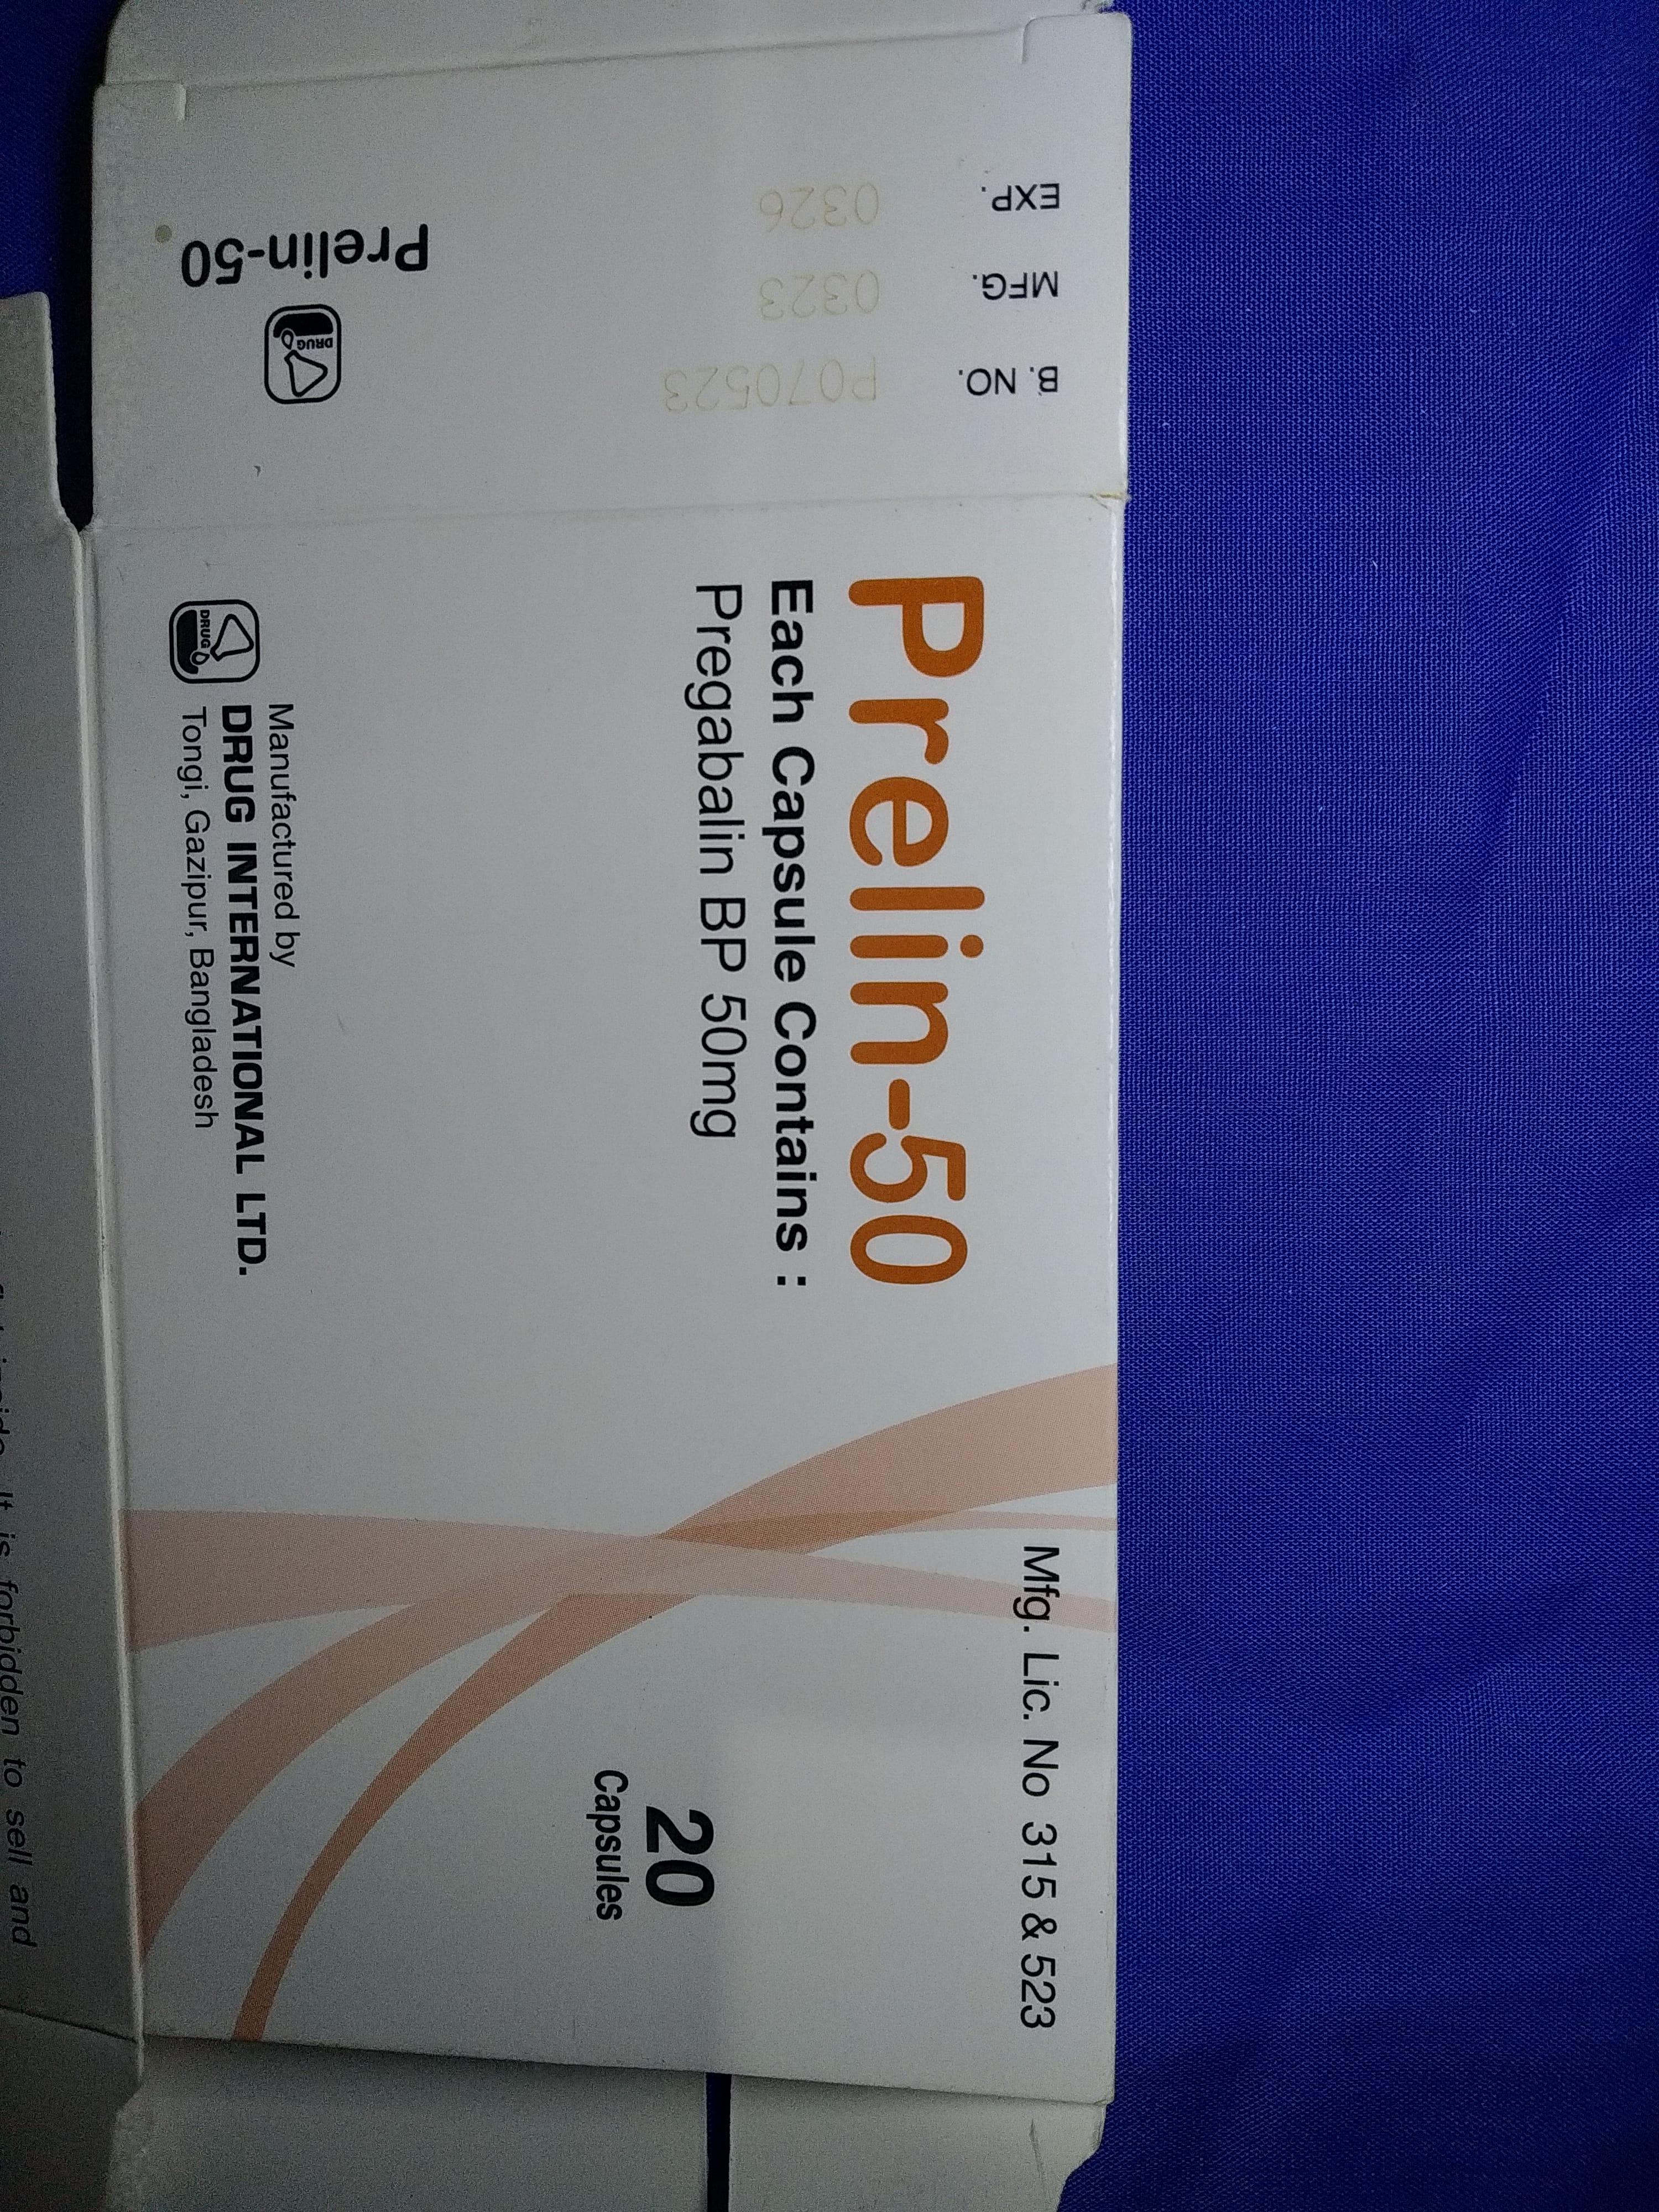 B. NO. P070523
MFG. 0323
EXP. 0326
DRUG
Prelin-50
Mfg. Lic. No 315 & 523
Prelin-50
Each Capsule Contains :
Pregabalin BP 50mg
20
Capsules
Manufactured by
DRUG INTERNATIONAL LTD.
Tongi, Gazipur, Bangladesh
DRUG
It is forbidden to sell and